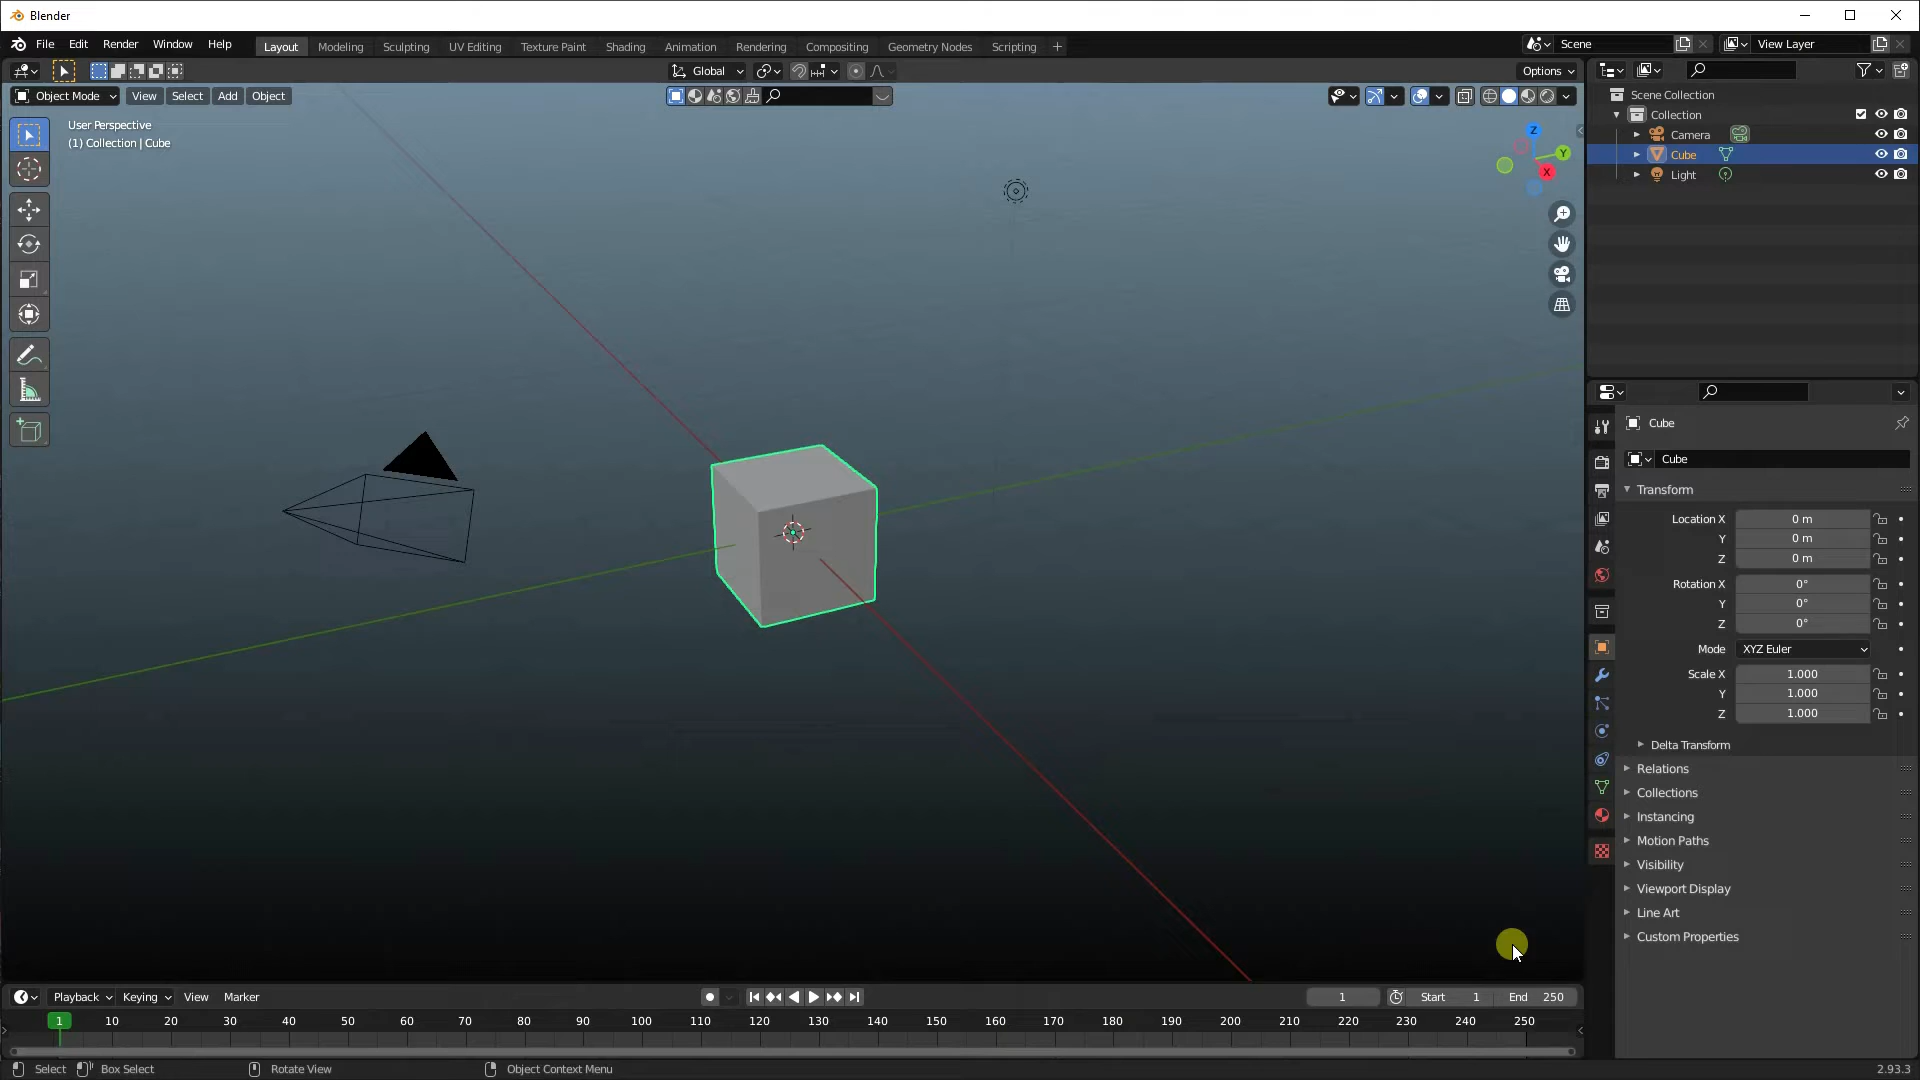 Blender
File Edit Render Window Help Layout Modeling Sculpting UV Editing Texture Paint Shading Animation Rendering Compositing Geometry Nodes Scripting + Scene View Layer
Global Options
Object Mode View Select Add Object
User Perspective
(1) Collection | Cube
Z
Y
X
Scene Collection
Collection
Camera
Cube
Light
Cube
Cube
Transform
Location X 0 m
Y 0 m
Z 0 m
Rotation X 0°
Y 0°
Z 0°
Mode XYZ Euler
Scale X 1.000
Y 1.000
Z 1.000
Delta Transform
Relations
Collections
Instancing
Motion Paths
Visibility
Viewport Display
Line Art
Custom Properties
Playback Keying View Marker 1 Start 1 End 250
1 10 20 30 40 50 60 70 80 90 100 110 120 130 140 150 160 170 180 190 200 210 220 230 240 250
Select Box Select Rotate View Object Context Menu 2.93.3